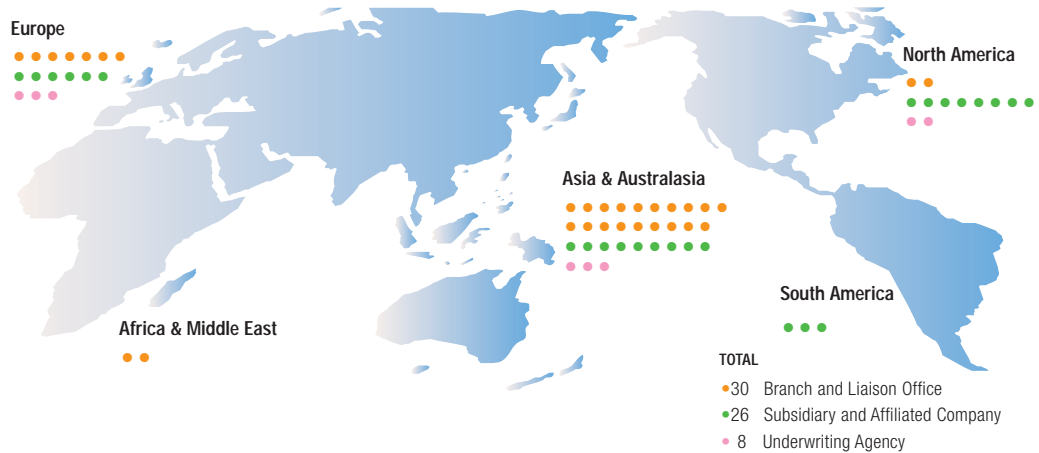 Europe
North America
Asia & Australasia
South America
Africa & Middle East
TOTAL
30 Branch and Liaison Office
26 Subsidiary and Affiliated Company
8 Underwriting Agency